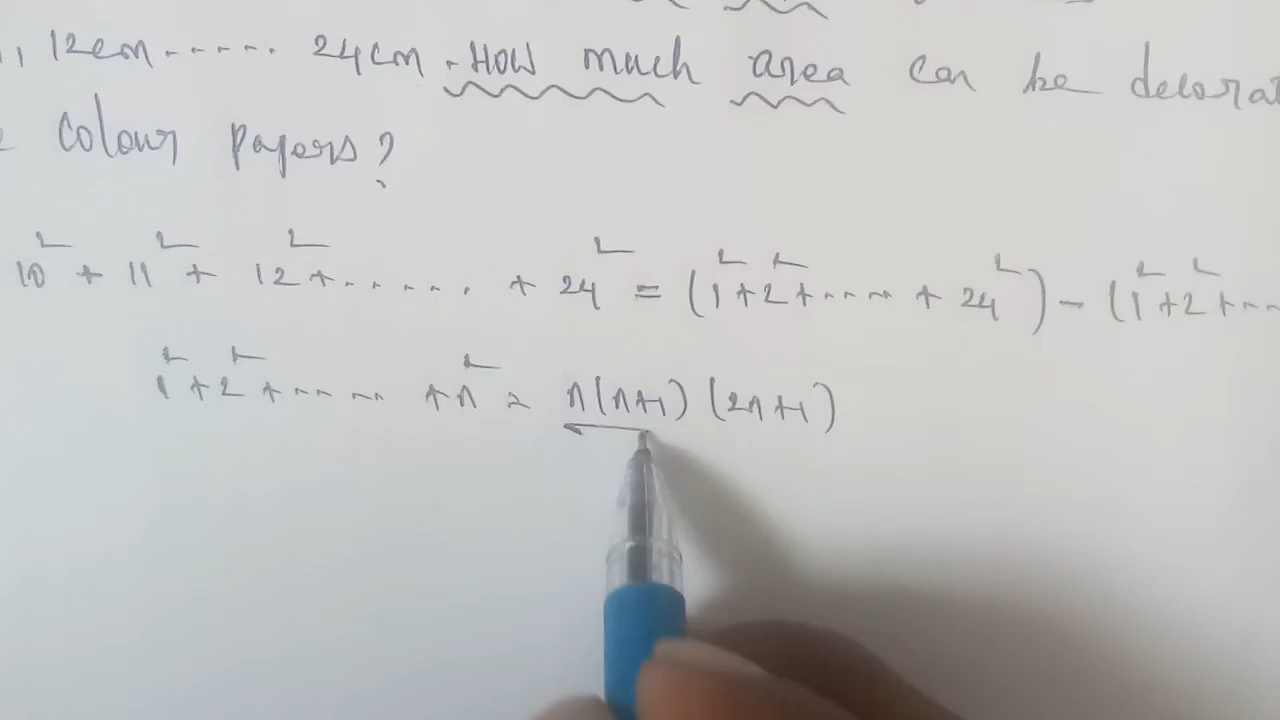 , 12cm...... 24cm. How much area can be decorat
colour papers?
10² + 11² + 12² + ...... + 24² = (1² + 2² + .... + 24²) - (1² + 2² + ...
1² + 2² + ..... + n² = n(n+1)(2n+1)